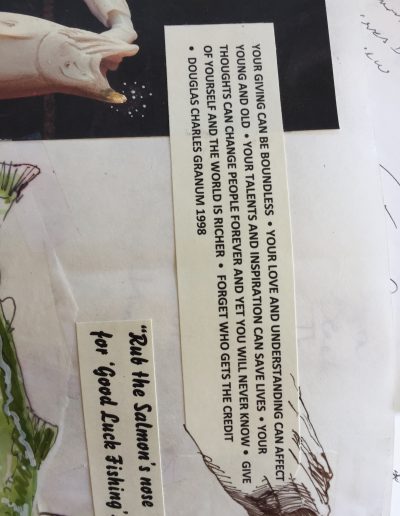 YOUR GIVING CAN BE BOUNDLESS • YOUR LOVE AND UNDERSTANDING CAN AFFECT
YOUNG AND OLD • YOUR TALENTS AND INSPIRATION CAN SAVE LIVES • YOUR
THOUGHTS CAN CHANGE PEOPLE FOREVER AND YET YOU WILL NEVER KNOW • GIVE
OF YOURSELF AND THE WORLD IS RICHER • FORGET WHO GETS THE CREDIT
• DOUGLAS CHARLES GRANUM 1998
"Rub the Salmon's nose
for 'Good Luck Fishing'